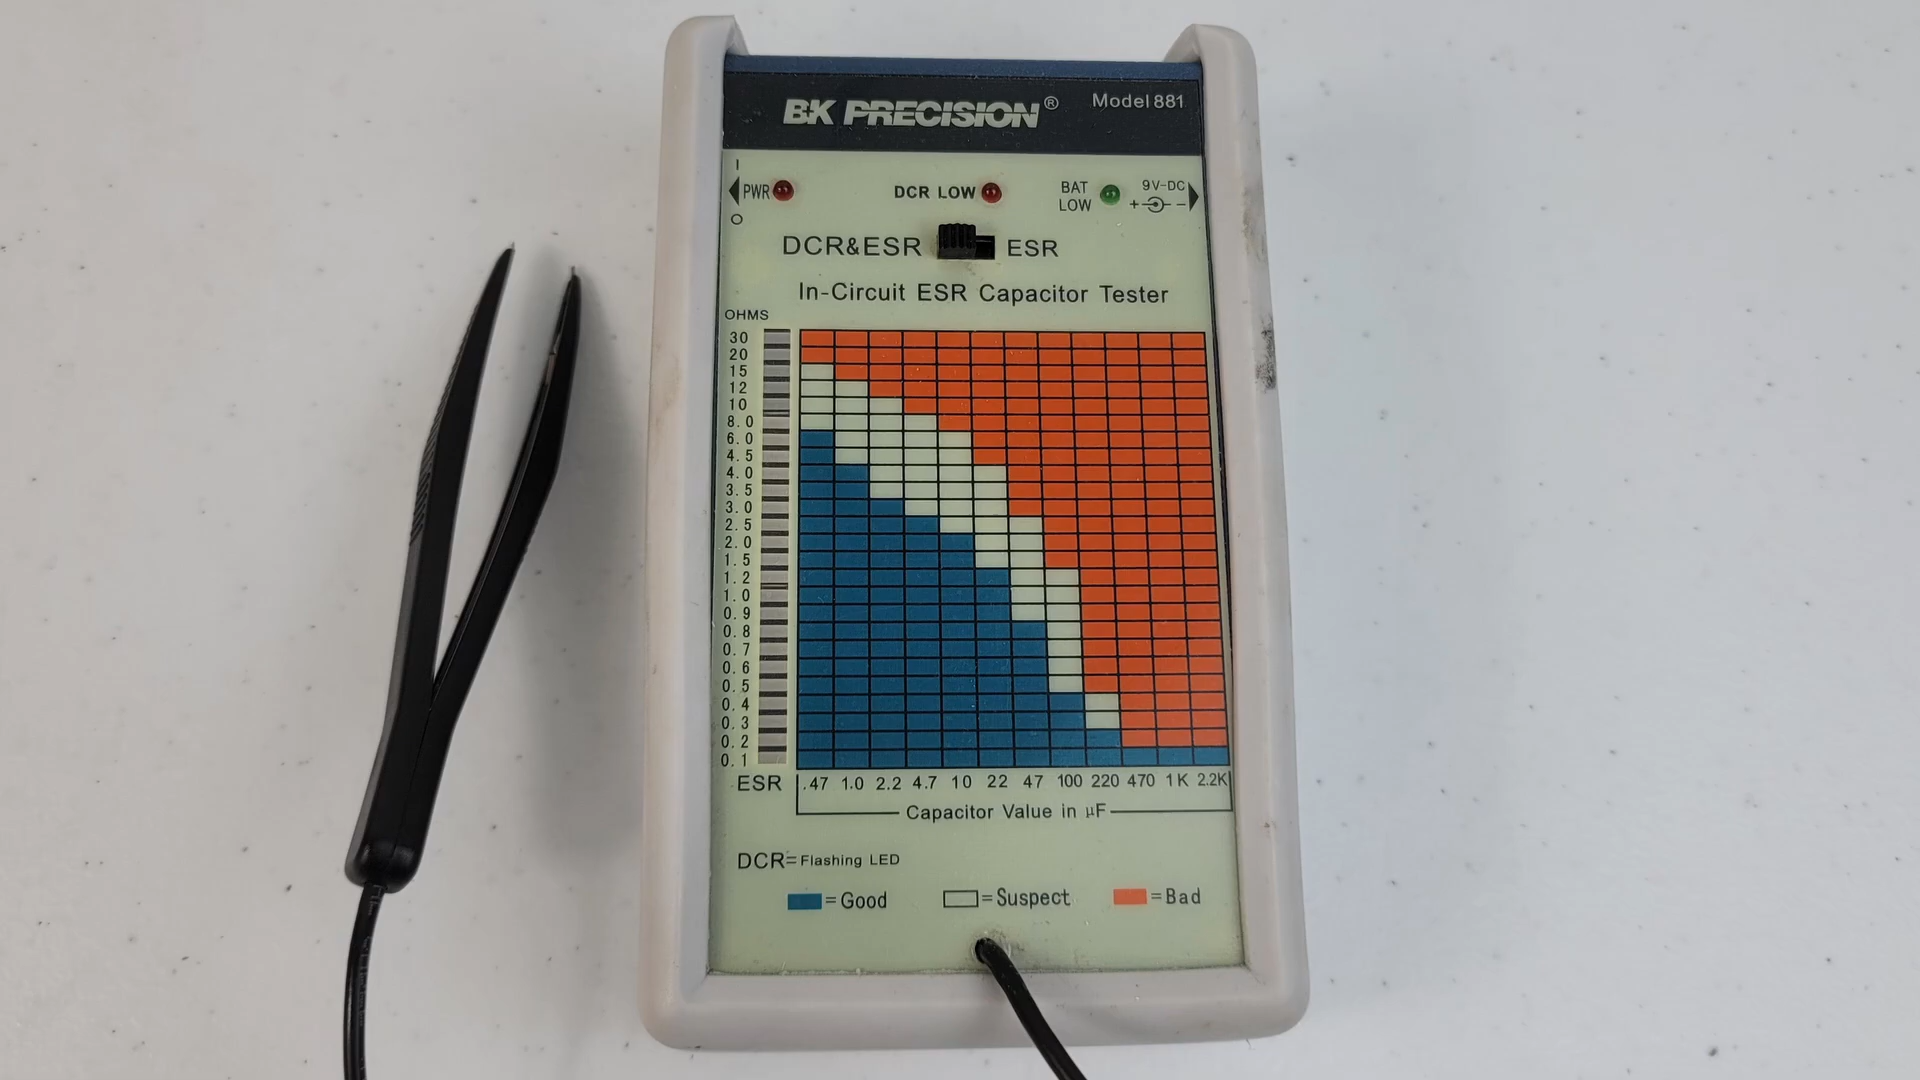 BK PRECISION® Model 881
I
PWR DCR LOW BAT LOW 9V-DC
O + −
DCR&ESR ESR
In-Circuit ESR Capacitor Tester
OHMS
30
20
15
12
10
8.0
6.0
4.5
4.0
3.5
3.0
2.5
2.0
1.5
1.2
1.0
0.9
0.8
0.7
0.6
0.5
0.4
0.3
0.2
0.1
ESR .47 1.0 2.2 4.7 10 22 47 100 220 470 1K 2.2K
Capacitor Value in µF
DCR=Flashing LED
=Good =Suspect =Bad